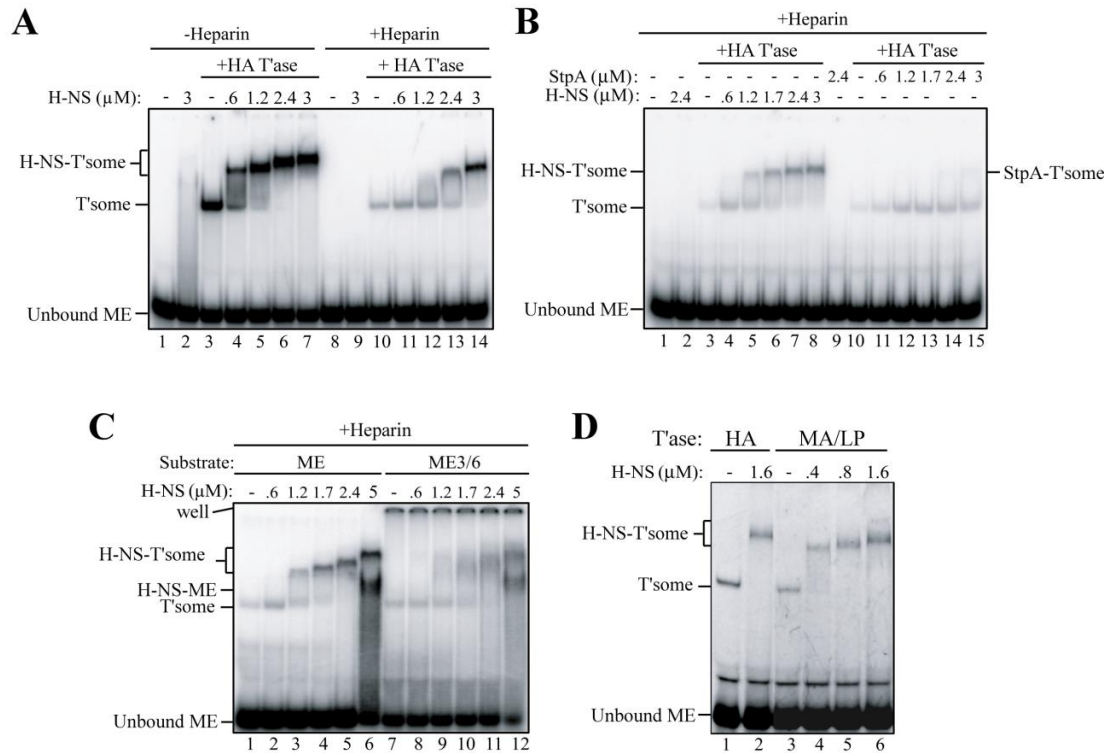 A
-Heparin +Heparin
+HA T'ase + HA T'ase
H-NS (µM) - 3 - .6 1.2 2.4 3 - 3 - .6 1.2 2.4 3
H-NS-T'some
T'some
Unbound ME
1 2 3 4 5 6 7 8 9 10 11 12 13 14
B
+Heparin
+HA T'ase +HA T'ase
StpA (µM) - - - - - - - - 2.4 - .6 1.2 1.7 2.4 3
H-NS (µM) - 2.4 - .6 1.2 1.7 2.4 3 - - - - - - -
H-NS-T'some
StpA-T'some
T'some
Unbound ME
1 2 3 4 5 6 7 8 9 10 11 12 13 14 15
C
+Heparin
Substrate: ME ME3/6
H-NS (µM): - .6 1.2 1.7 2.4 5 - .6 1.2 1.7 2.4 5
well
H-NS-T'some
H-NS-ME
T'some
Unbound ME
1 2 3 4 5 6 7 8 9 10 11 12
D
T'ase: HA MA/LP
H-NS (µM) - 1.6 - .4 .8 1.6
H-NS-T'some
T'some
Unbound ME
1 2 3 4 5 6